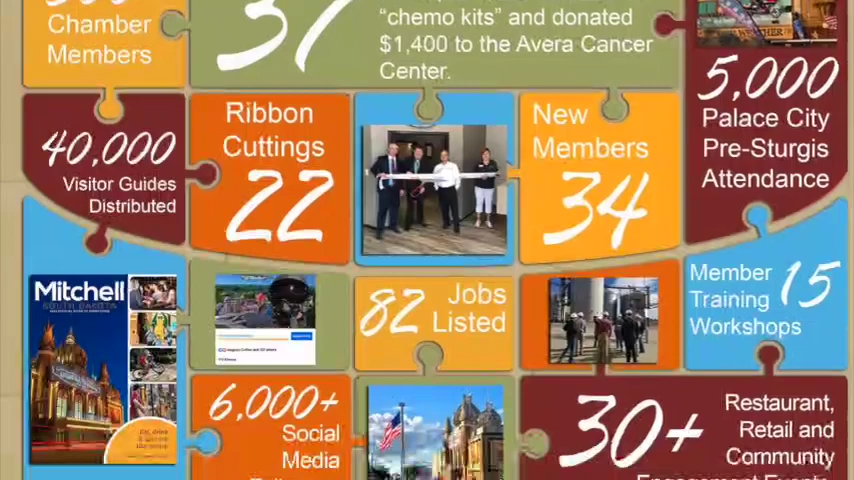 Chamber
Members
37
"chemo kits" and donated
$1,400 to the Avera Cancer
Center.
5,000
Palace City
Pre-Sturgis
Attendance
40,000
Visitor Guides
Distributed
Ribbon
Cuttings
22
New
Members
34
Mitchell
SOUTH DAKOTA
82
Jobs
Listed
Member
Training
Workshops
15
6,000+
Social
Media
30+
Restaurant,
Retail and
Community